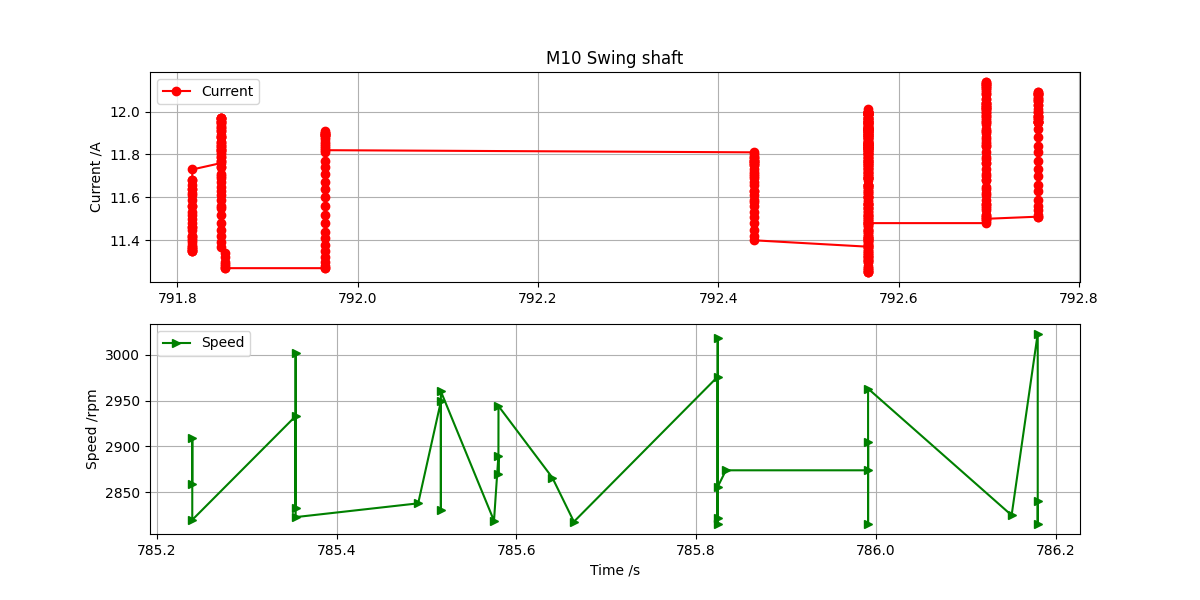 M10 Swing shaft
Current
Current /A
12.0
11.8
11.6
11.4
791.8 792.0 792.2 792.4 792.6 792.8
Speed
Speed /rpm
3000
2950
2900
2850
785.2 785.4 785.6 785.8 786.0 786.2
Time /s